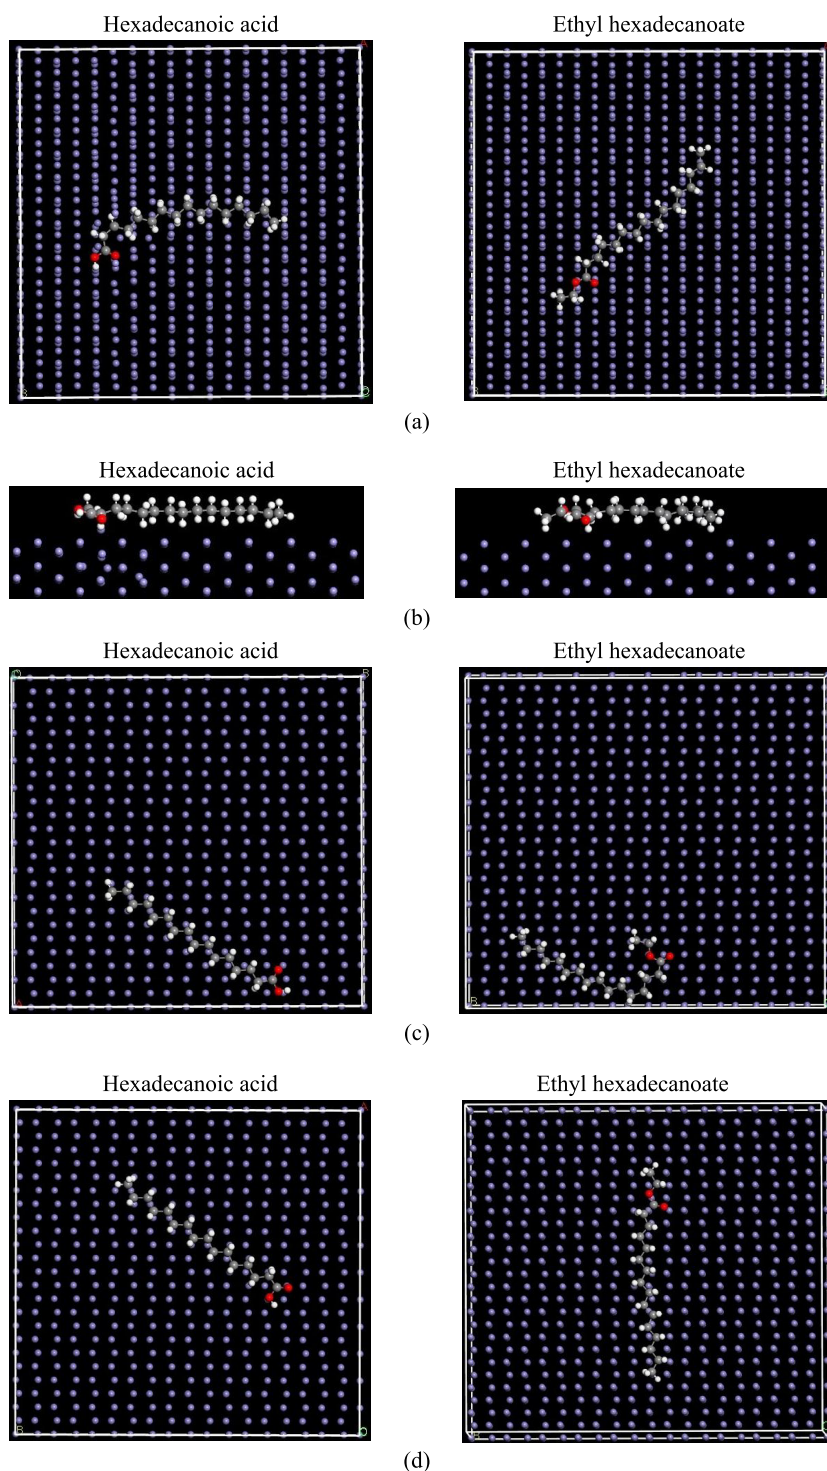 Hexadecanoic acid Ethyl hexadecanoate
A
B O
B
(a)
Hexadecanoic acid Ethyl hexadecanoate
(b)
Hexadecanoic acid Ethyl hexadecanoate
O B
A B
(c)
Hexadecanoic acid Ethyl hexadecanoate
A
B O
B
(d)